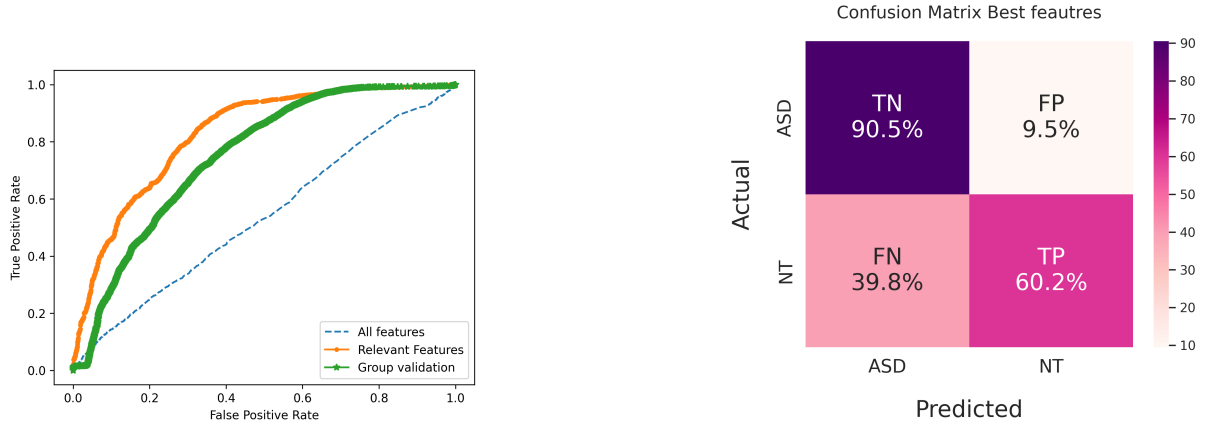 1.0
0.8
0.6
0.4
0.2
0.0
True Positive Rate
0.0 0.2 0.4 0.6 0.8 1.0
False Positive Rate
All features
Relevant Features
Group validation
Confusion Matrix Best feautres
Actual
ASD
NT
TN
90.5%
FP
9.5%
FN
39.8%
TP
60.2%
ASD NT
Predicted
90
80
70
60
50
40
30
20
10